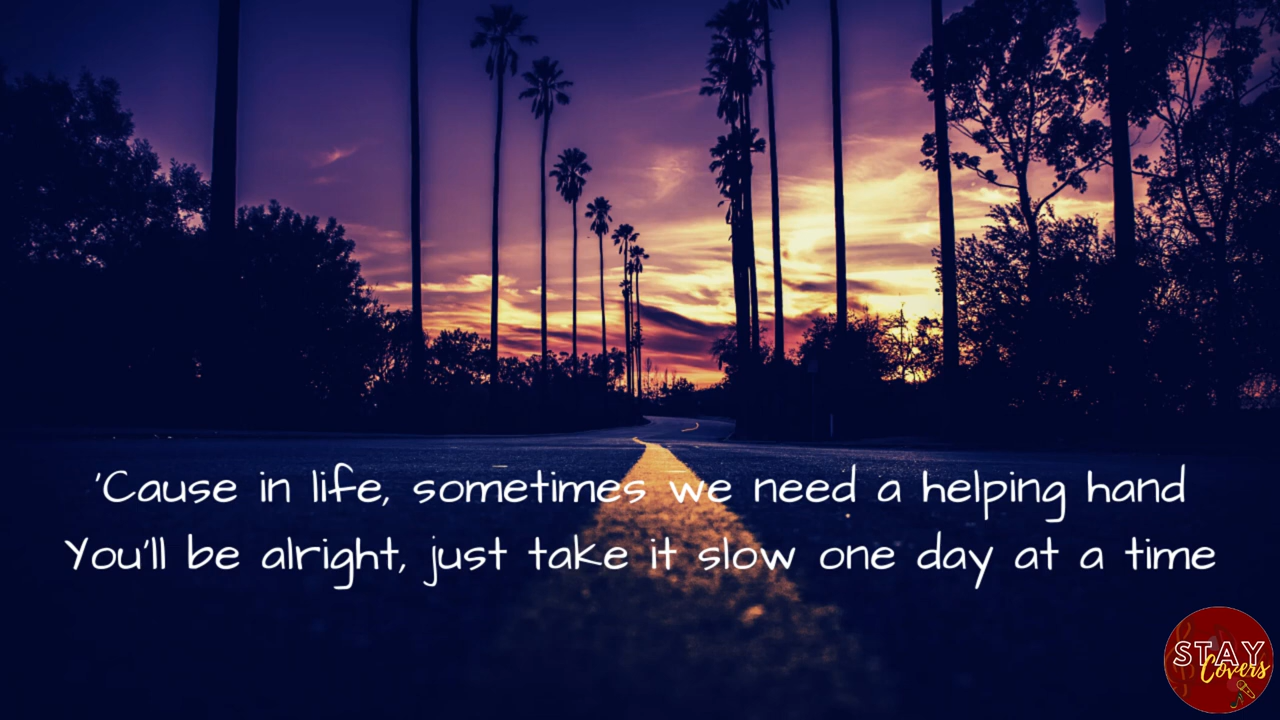 'Cause in life, sometimes we need a helping hand
You'll be alright, just take it slow one day at a time
STAY
Covers